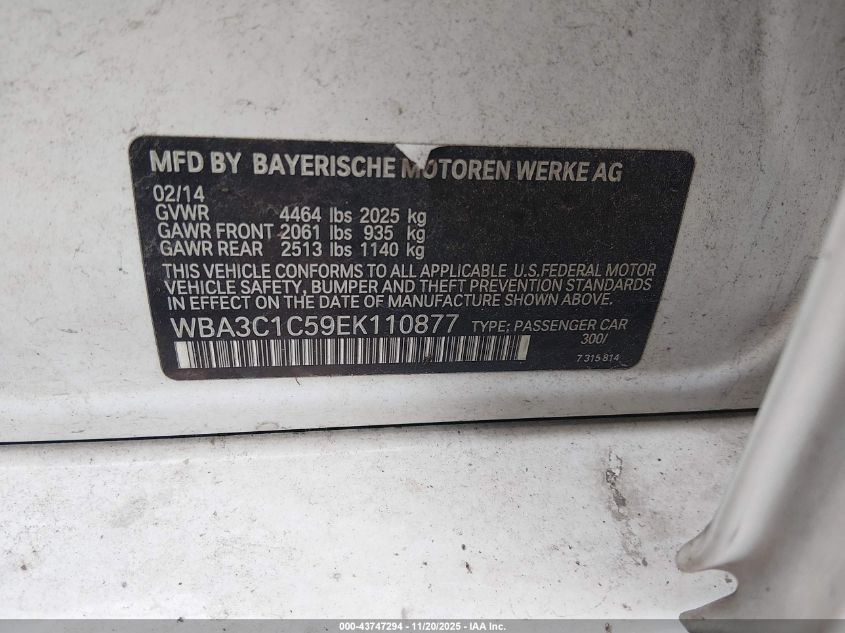 MFD BY BAYERISCHE MOTOREN WERKE AG
02/14
GVWR 4464 lbs 2025 kg
GAWR FRONT 2061 lbs 935 kg
GAWR REAR 2513 lbs 1140 kg
THIS VEHICLE CONFORMS TO ALL APPLICABLE U.S.FEDERAL MOTOR
VEHICLE SAFETY, BUMPER AND THEFT PREVENTION STANDARDS
IN EFFECT ON THE DATE OF MANUFACTURE SHOWN ABOVE.
WBA3C1C59EK110877 TYPE: PASSENGER CAR
300/
7 315 814
000-43747294 - 11/20/2025 - IAA Inc.